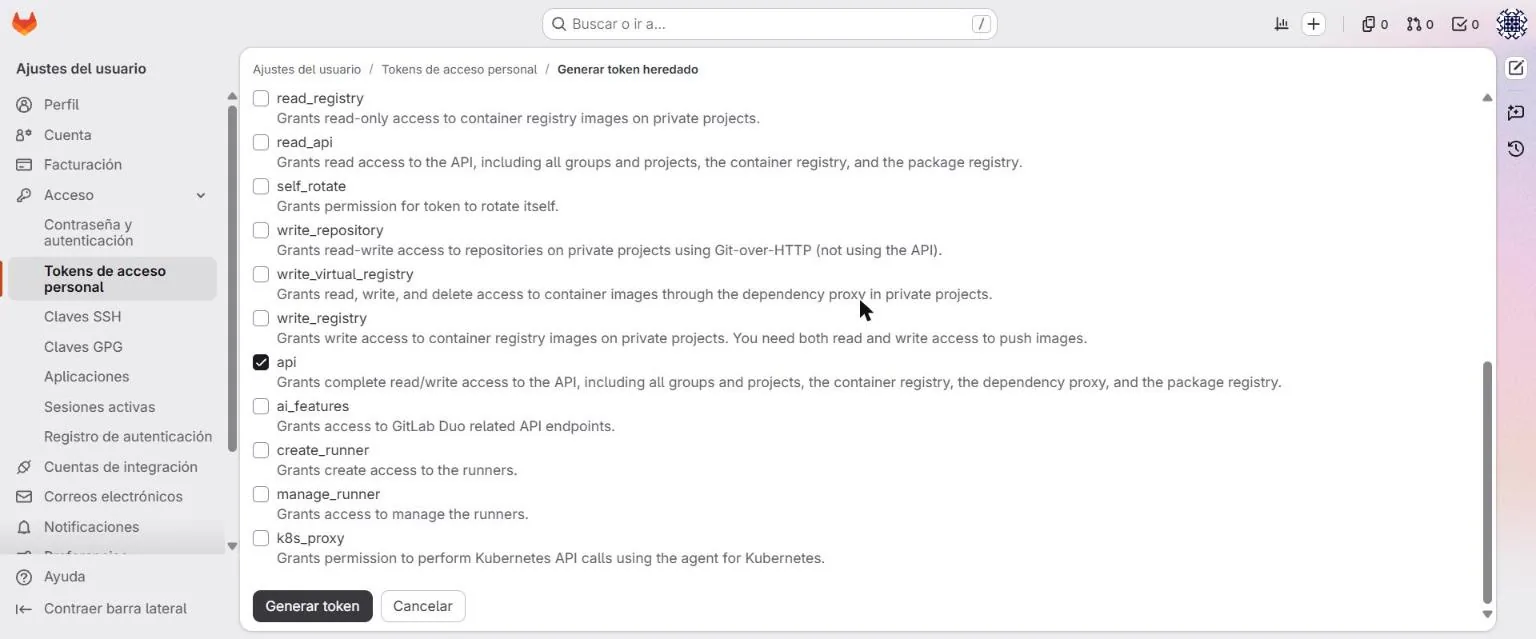 Buscar o ir a...
/
0
0
0
Ajustes del usuario
Perfil
Cuenta
Facturación
Acceso
Contraseña y
autenticación
Tokens de acceso
personal
Claves SSH
Claves GPG
Aplicaciones
Sesiones activas
Registro de autenticación
Cuentas de integración
Correos electrónicos
Notificaciones
Ayuda
Contraer barra lateral
Ajustes del usuario / Tokens de acceso personal / Generar token heredado
read_registry
Grants read-only access to container registry images on private projects.
read_api
Grants read access to the API, including all groups and projects, the container registry, and the package registry.
self_rotate
Grants permission for token to rotate itself.
write_repository
Grants read-write access to repositories on private projects using Git-over-HTTP (not using the API).
write_virtual_registry
Grants read, write, and delete access to container images through the dependency proxy in private projects.
write_registry
Grants write access to container registry images on private projects. You need both read and write access to push images.
api
Grants complete read/write access to the API, including all groups and projects, the container registry, the dependency proxy, and the package registry.
ai_features
Grants access to GitLab Duo related API endpoints.
create_runner
Grants create access to the runners.
manage_runner
Grants access to manage the runners.
k8s_proxy
Grants permission to perform Kubernetes API calls using the agent for Kubernetes.
Generar token
Cancelar